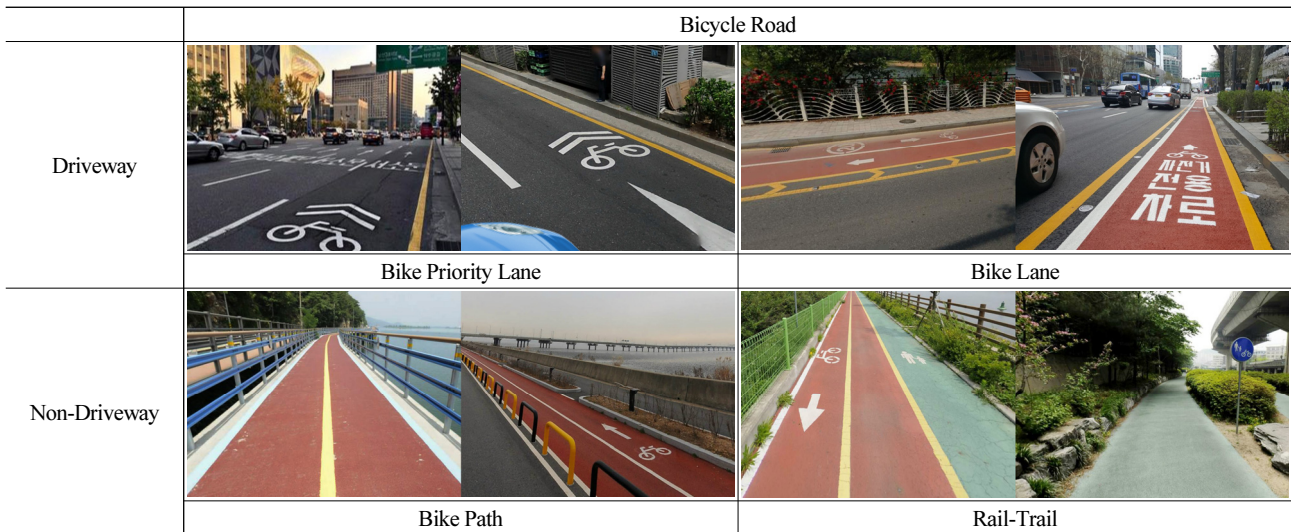 Bicycle Road
Driveway
자전거
전용
차로
Bike Priority Lane
Bike Lane
Non-Driveway
Bike Path
Rail-Trail